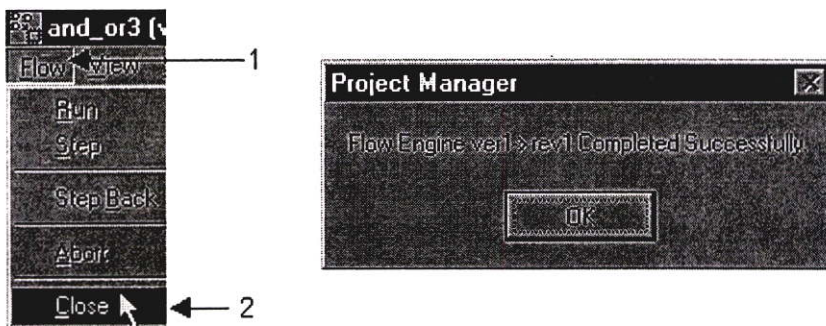 and_or3 (v
Flow View
1
Run
Step
Step Back
Abort
Close
2
Project Manager
Flow Engine ver1->rev1 Completed Successfully.
OK